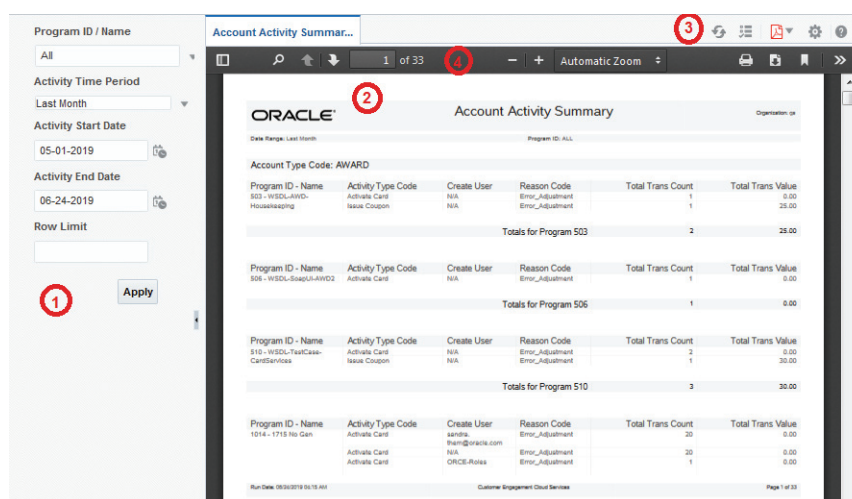 Program ID / Name
All
Activity Time Period
Last Month
Activity Start Date
05-01-2019
Activity End Date
06-24-2019
Row Limit
Apply
1
Account Activity Summar...
3
1 of 33
4
Automatic Zoom
2
ORACLE
Account Activity Summary
Organization: qa
Date Range: Last Month
Program ID: ALL
Account Type Code: AWARD
Program ID - Name Activity Type Code Create User Reason Code Total Trans Count Total Trans Value
503 - WSDL-AWD- Activate Card N/A Error_Adjustment 1 0.00
Housekeeping Issue Coupon N/A Error_Adjustment 1 25.00
Totals for Program 503 2 25.00
Program ID - Name Activity Type Code Create User Reason Code Total Trans Count Total Trans Value
506 - WSDL-SoapUI-AWD2 Activate Card N/A Error_Adjustment 1 0.00
Totals for Program 506 1 0.00
Program ID - Name Activity Type Code Create User Reason Code Total Trans Count Total Trans Value
510 - WSDL-TestCase- Activate Card N/A Error_Adjustment 2 0.00
CardServices Issue Coupon N/A Error_Adjustment 1 30.00
Totals for Program 510 3 30.00
Program ID - Name Activity Type Code Create User Reason Code Total Trans Count Total Trans Value
1014 - 1715 No Gen Activate Card sandra. Error_Adjustment 20 0.00
them@oracle.com
Activate Card N/A Error_Adjustment 20 0.00
Activate Card ORCE-Roles Error_Adjustment 1 0.00
Run Date: AM
Customer Engagement Cloud Services
Page 1 of 33